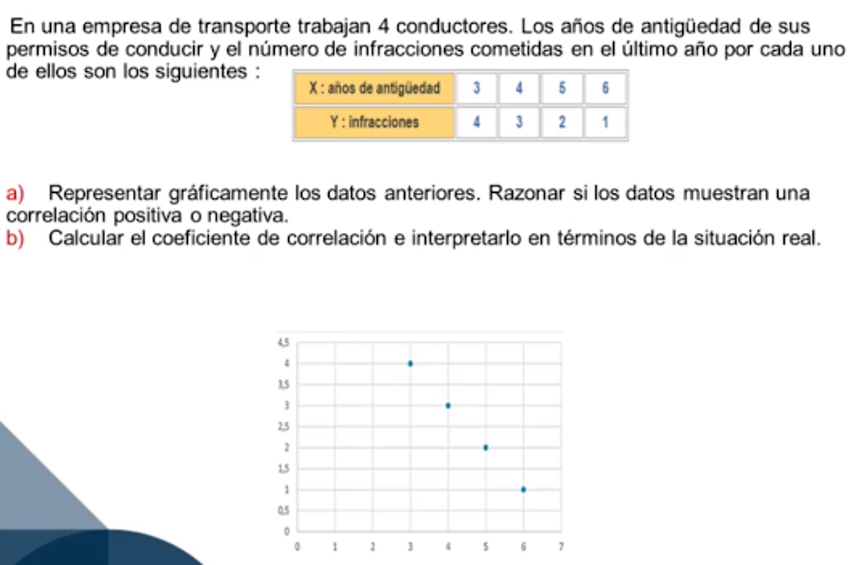 En una empresa de transporte trabajan 4 conductores. Los años de antigüedad de sus
permisos de conducir y el número de infracciones cometidas en el último año por cada uno
de ellos son los siguientes :
X : años de antigüedad 3 4 5 6
Y : infracciones 4 3 2 1
a) Representar gráficamente los datos anteriores. Razonar si los datos muestran una
correlación positiva o negativa.
b) Calcular el coeficiente de correlación e interpretarlo en términos de la situación real.
4,5
4
3,5
3
2,5
2
1,5
1
0,5
0
0 1 2 3 4 5 6 7